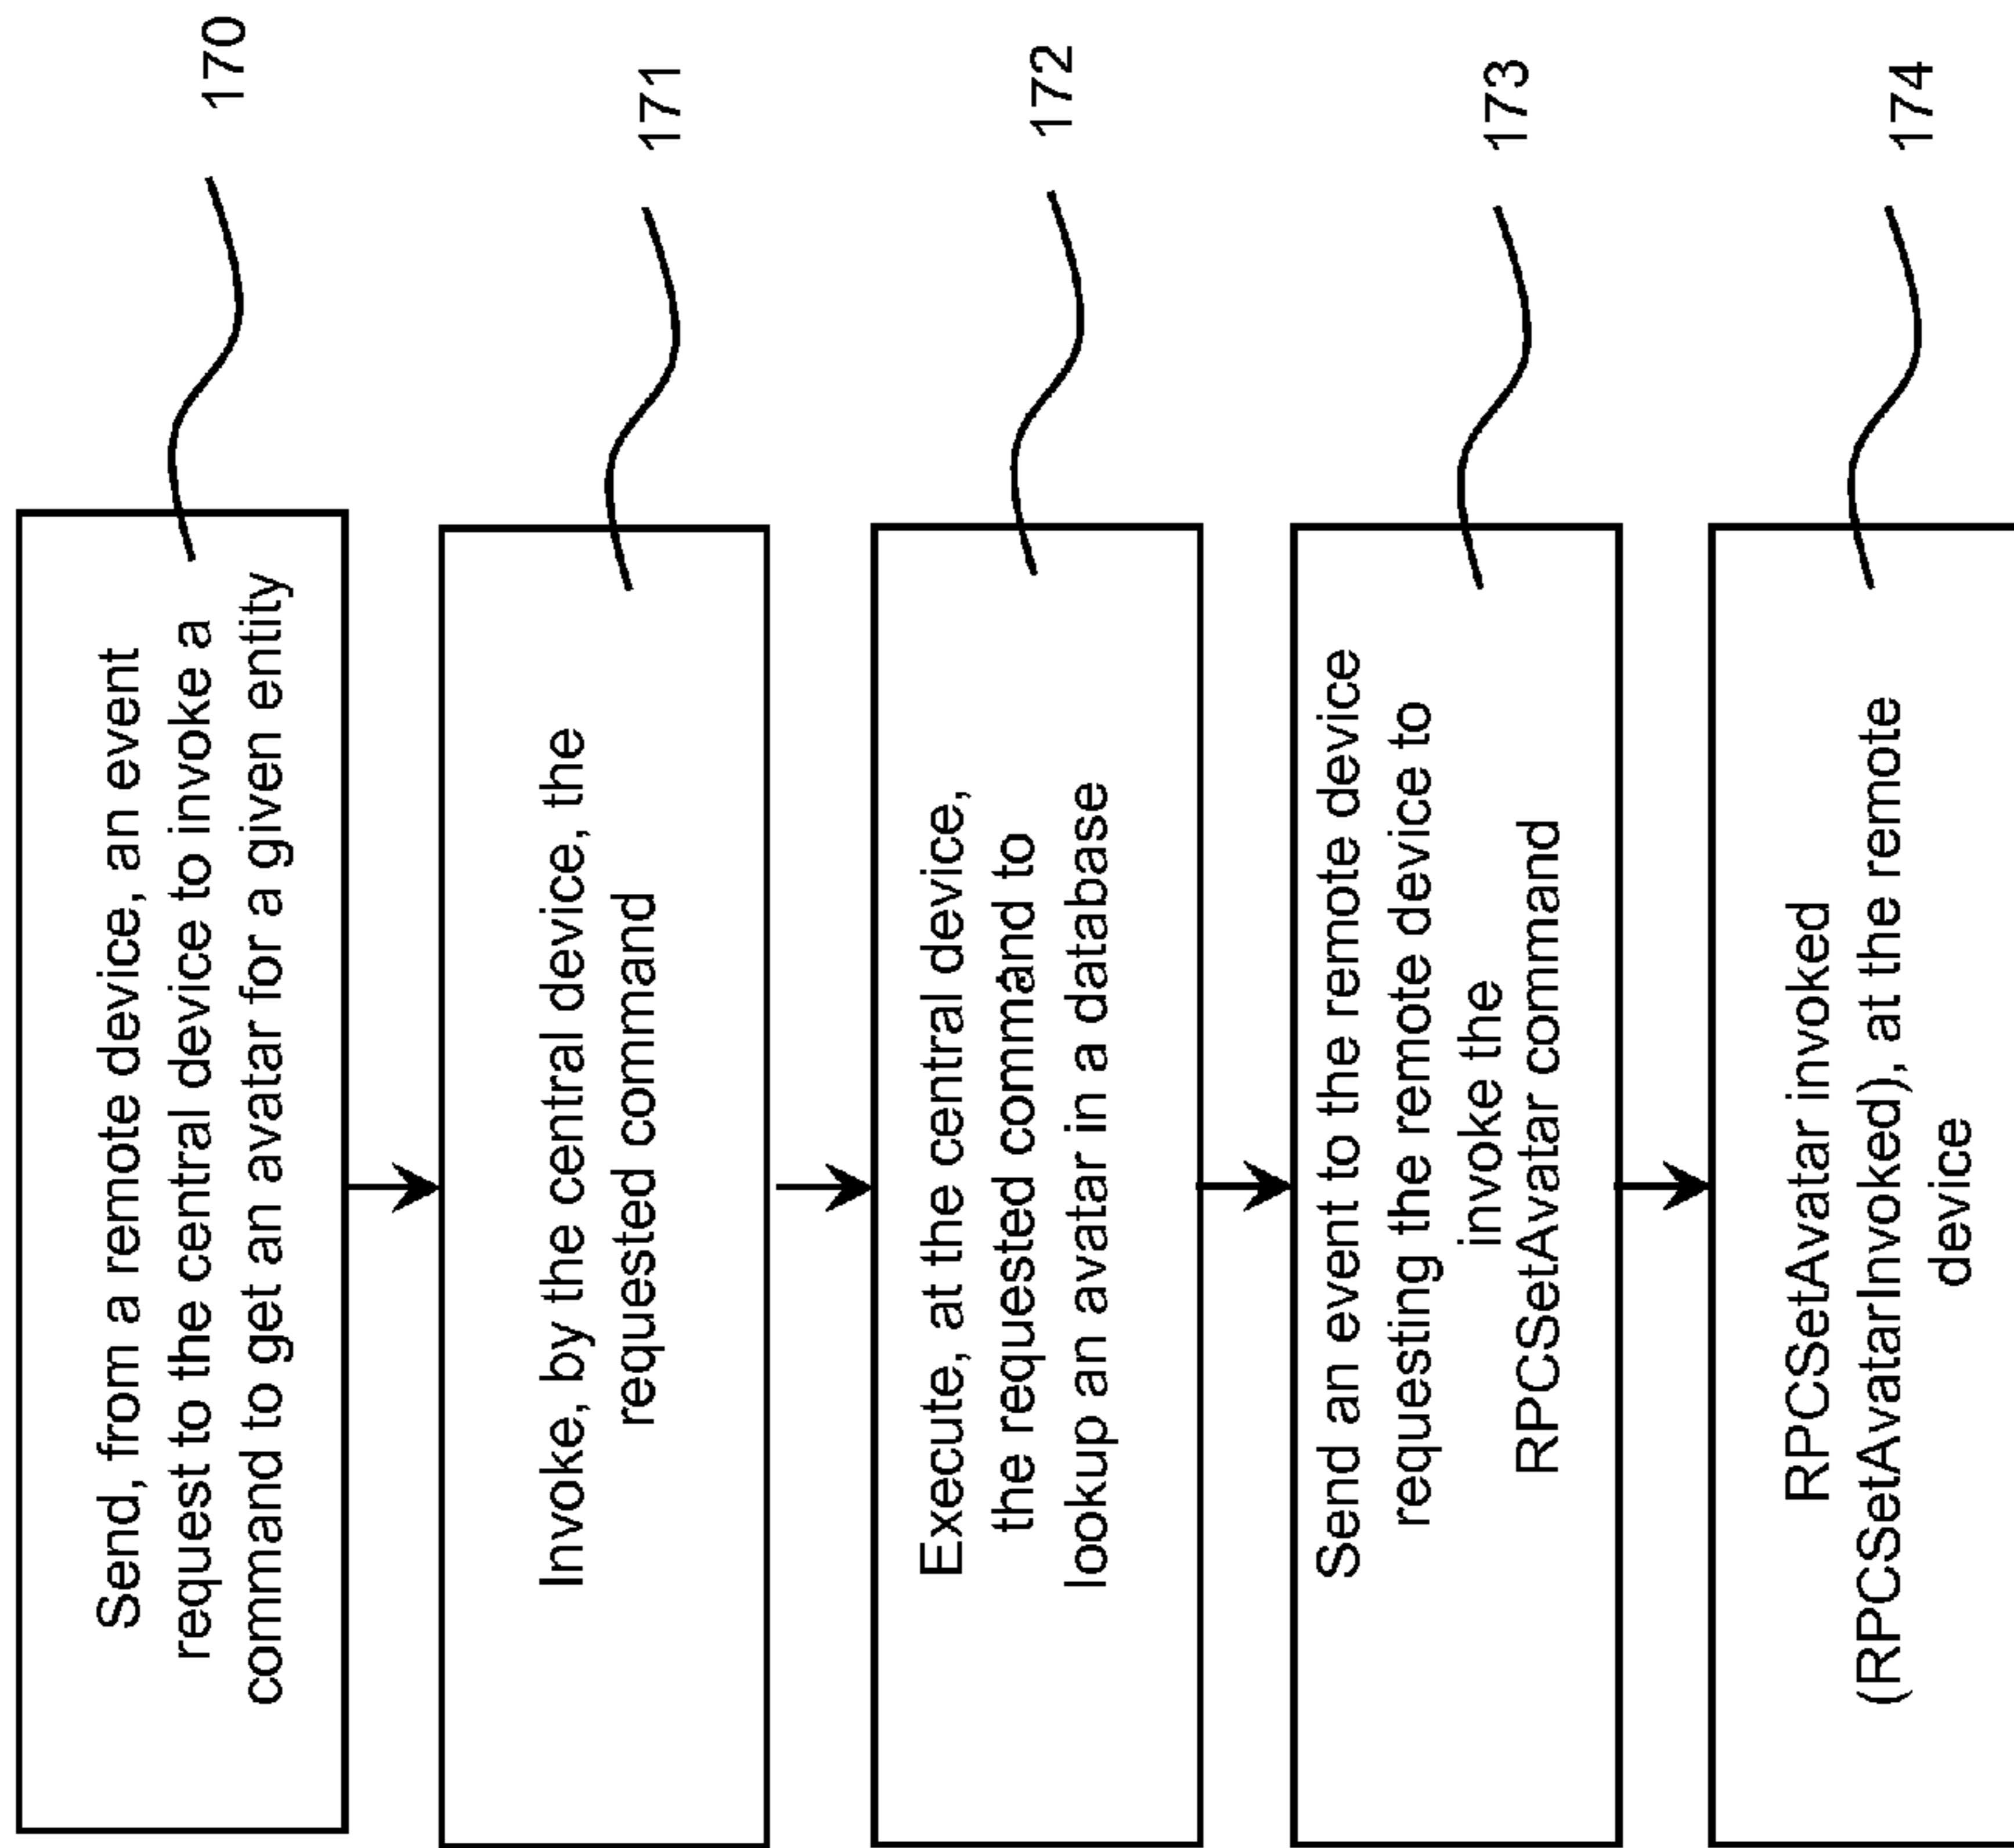 Send, from a remote device, an event
request to the central device to invoke a
command to get an avatar for a given entity
170
Invoke, by the central device, the
requested command
171
Execute, at the central device,
the requested command to
lookup an avatar in a database
172
Send an event to the remote device
requesting the remote device to
invoke the
RPCSetAvatar command
173
RPCSetAvatar invoked
(RPCSetAvatarInvoked), at the remote
device
174